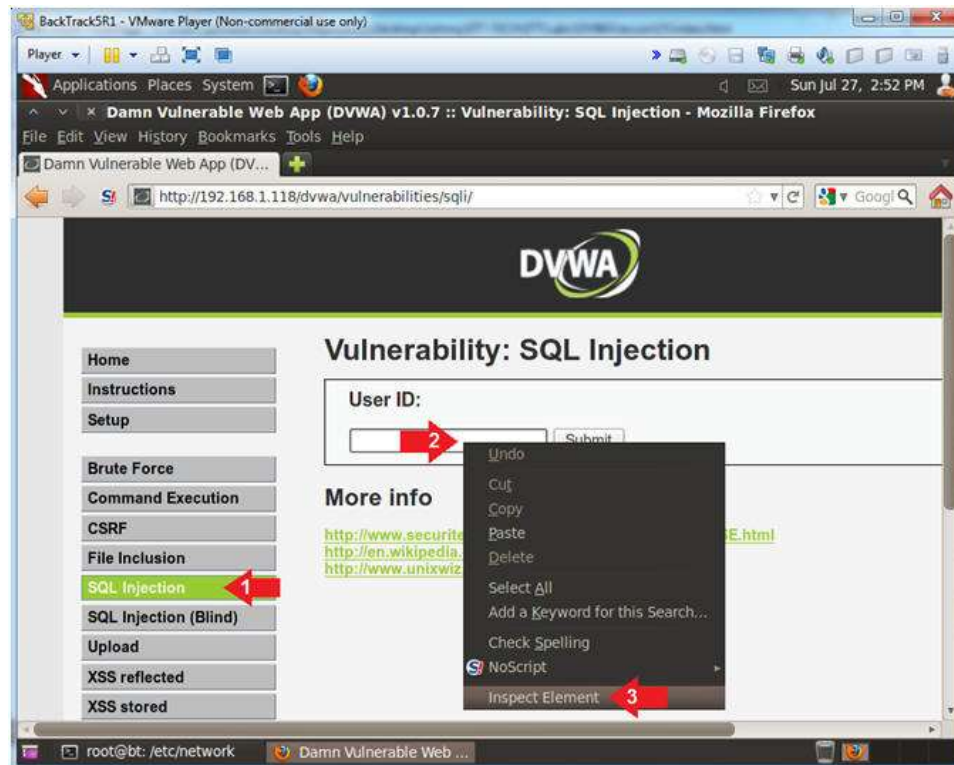 BackTrack5R1 - VMware Player (Non-commercial use only)
Player
Applications Places System
Sun Jul 27, 2:52 PM
Damn Vulnerable Web App (DVWA) v1.0.7 :: Vulnerability: SQL Injection - Mozilla Firefox
File Edit View History Bookmarks Tools Help
Damn Vulnerable Web App (DV...
http://192.168.1.118/dvwa/vulnerabilities/sqli/
Googl
DVWA
Home
Instructions
Setup
Brute Force
Command Execution
CSRF
File Inclusion
SQL Injection 1
SQL Injection (Blind)
Upload
XSS reflected
XSS stored
Vulnerability: SQL Injection
User ID:
2
Submit
More info
http://www.securite
E.html
http://en.wikipedia.
http://www.unixwiz
Undo
Cut
Copy
Paste
Delete
Select All
Add a Keyword for this Search...
Check Spelling
NoScript
Inspect Element 3
root@bt: /etc/network
Damn Vulnerable Web ...